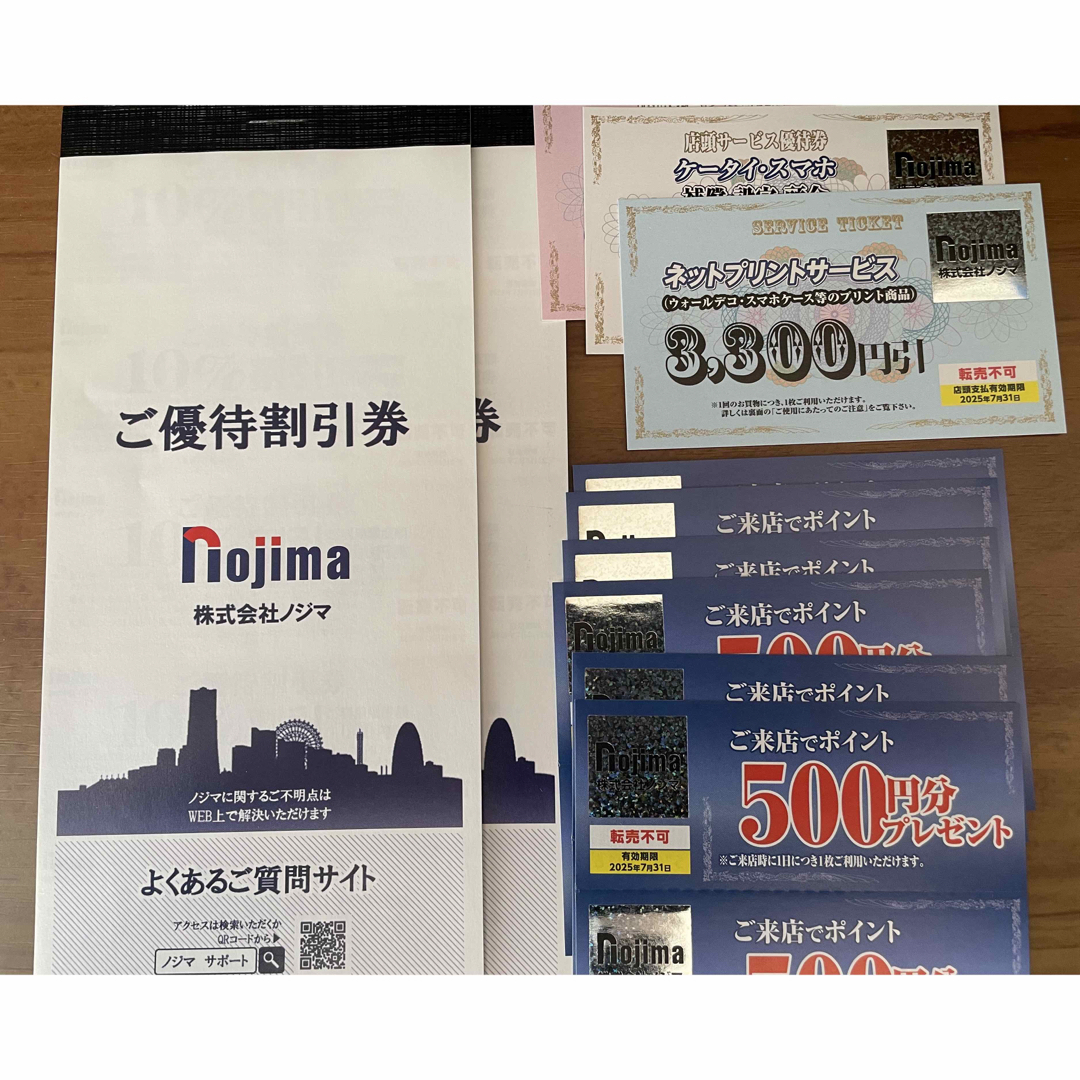 ご優待割引券
nojima
株式会社ノジマ
ノジマに関するご不明点は
WEB上で解決いただけます
よくあるご質問サイト
アクセスは検索いただくか
QRコードから▶
ノジマ サポート
券
店頭サービス優待券
ケータイ・スマホ
nojima
SERVICE TICKET
ネットプリントサービス
(ウォールデコ・スマホケース等のプリント商品)
3,300円引
※1回のお買物につき、1枚ご利用いただけます。
詳しくは裏面の「ご使用にあたってのご注意」をご覧下さい。
nojima
株式会社ノジマ
転売不可
店頭支払有効期限
2025年7月31日
ご来店でポイント
ご来店でポイント
ご来店でポイント
500円分
nojima
ご来店でポイント
ご来店でポイント
500円分
プレゼント
※ご来店時に1日につき1枚ご利用いただけます。
nojima
転売不可
有効期限
2025年7月31日
ご来店でポイント
500円分
nojima